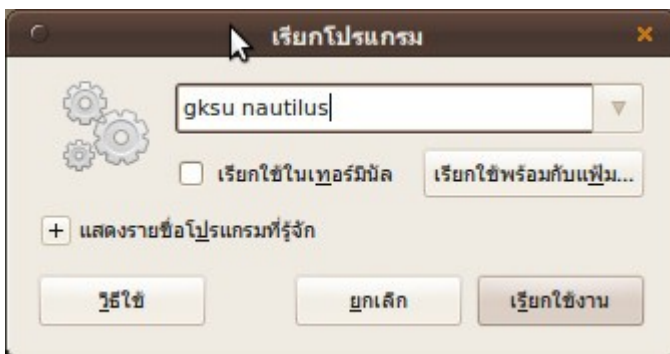 เรียกโปรแกรม
gksu nautilus
เรียกใช้ในเทอร์มินัล
เรียกใช้พร้อมกับแฟ้ม...
แสดงรายชื่อโปรแกรมที่รู้จัก
วิธีใช้
ยกเลิก
เรียกใช้งาน